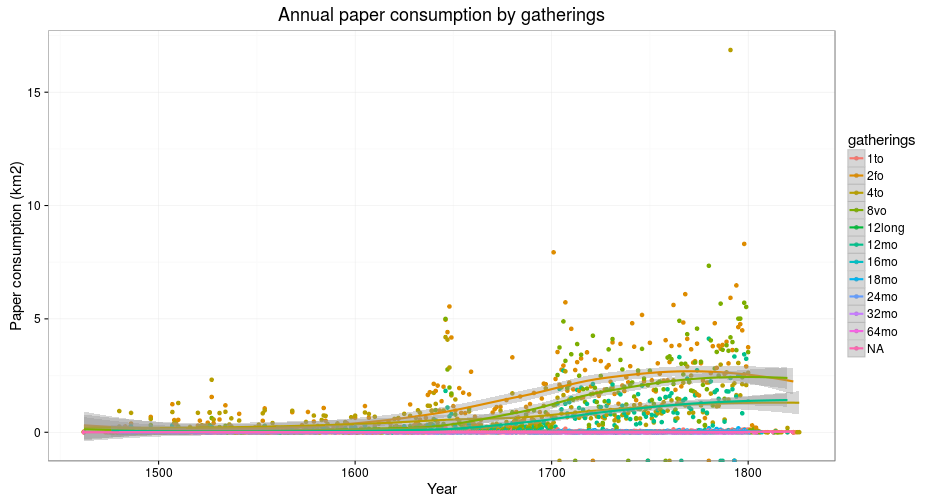 Annual paper consumption by gatherings
Paper consumption (km2)
15
10
5
0
1500
1600
1700
1800
Year
gatherings
1to
2fo
4to
8vo
12long
12mo
16mo
18mo
24mo
32mo
64mo
NA